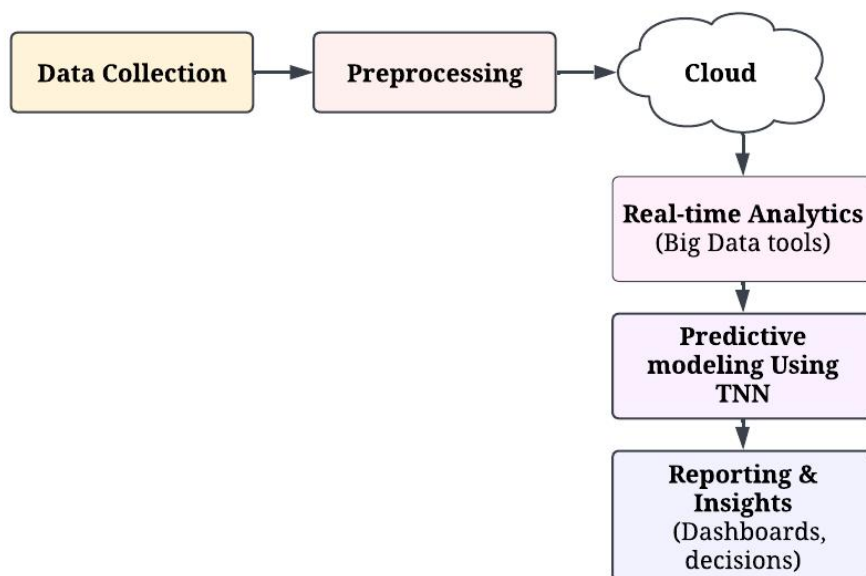 Data Collection
Preprocessing
Cloud
Real-time Analytics
(Big Data tools)
Predictive
modeling Using
TNN
Reporting &
Insights
(Dashboards,
decisions)